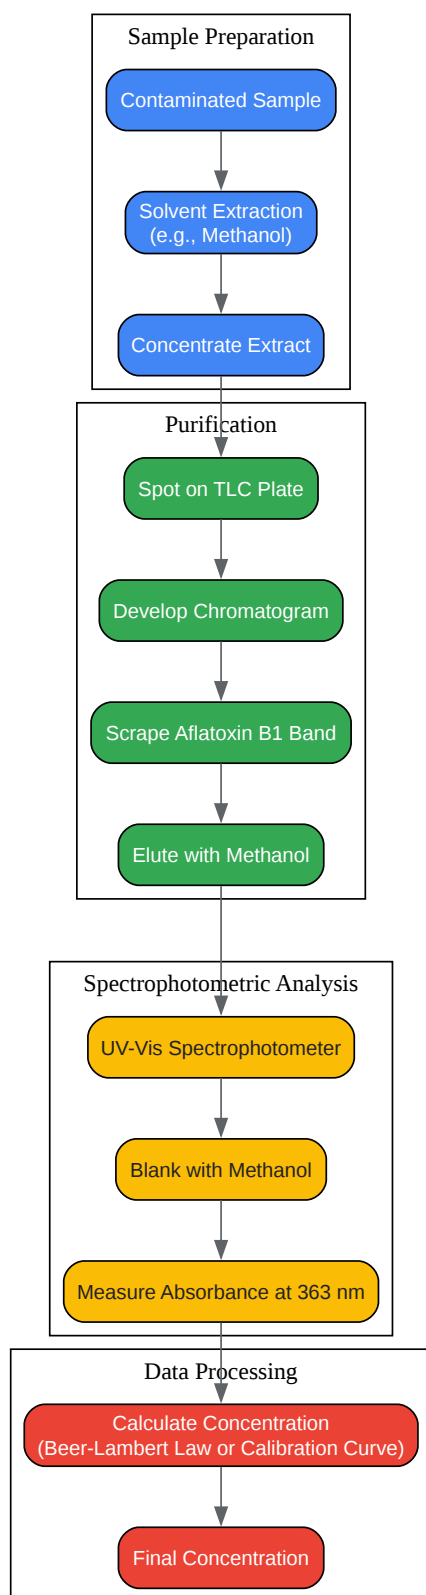 Sample Preparation
Contaminated Sample
Solvent Extraction
(e.g., Methanol)
Concentrate Extract
Purification
Spot on TLC Plate
Develop Chromatogram
Scrape Aflatoxin B1 Band
Elute with Methanol
Spectrophotometric Analysis
UV-Vis Spectrophotometer
Blank with Methanol
Measure Absorbance at 363 nm
Data Processing
Calculate Concentration
(Beer-Lambert Law or Calibration Curve)
Final Concentration